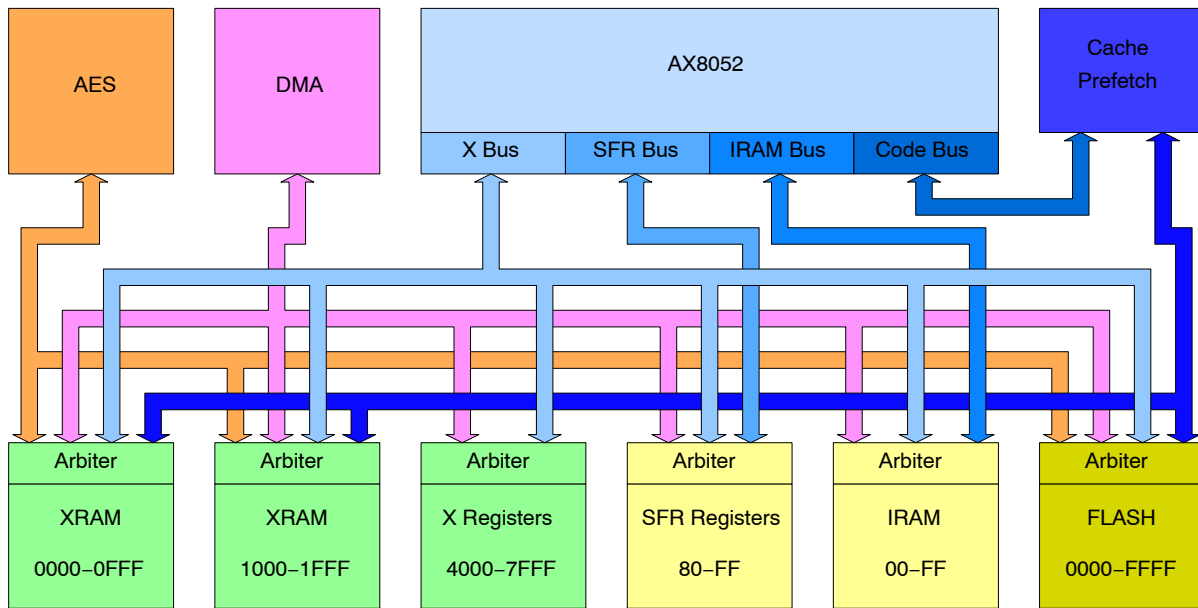 AES
DMA
AX8052
Cache
Prefetch
X Bus
SFR Bus
IRAM Bus
Code Bus
Arbiter
Arbiter
Arbiter
Arbiter
Arbiter
Arbiter
XRAM
XRAM
X Registers
SFR Registers
IRAM
FLASH
0000−0FFF
1000−1FFF
4000−7FFF
80−FF
00−FF
0000−FFFF